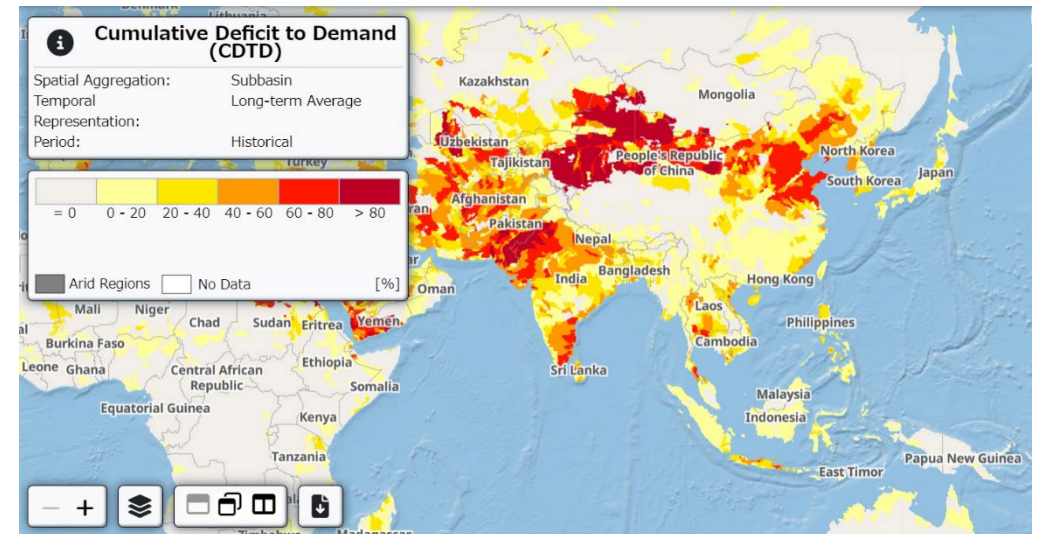 Lithuania
Cumulative Deficit to Demand
(CDTD)
Spatial Aggregation: Subbasin
Temporal Long-term Average
Representation:
Period: Historical
Turkey
= 0 0 - 20 20 - 40 40 - 60 60 - 80 > 80
Arid Regions No Data [%]
Kazakhstan
Mongolia
Uzbekistan
Tajikistan
People's Republic
of China
North Korea
South Korea
Japan
Afghanistan
Pakistan
Nepal
India
Bangladesh
Hong Kong
Oman
Laos
Mali
Niger
Chad
Sudan
Eritrea
Yemen
Philippines
Burkina Faso
Cambodia
Leone
Ghana
Central African
Republic
Ethiopia
Somalia
Sri Lanka
Malaysia
Equatorial Guinea
Kenya
Indonesia
Tanzania
East Timor
Papua New Guinea
Madagascar